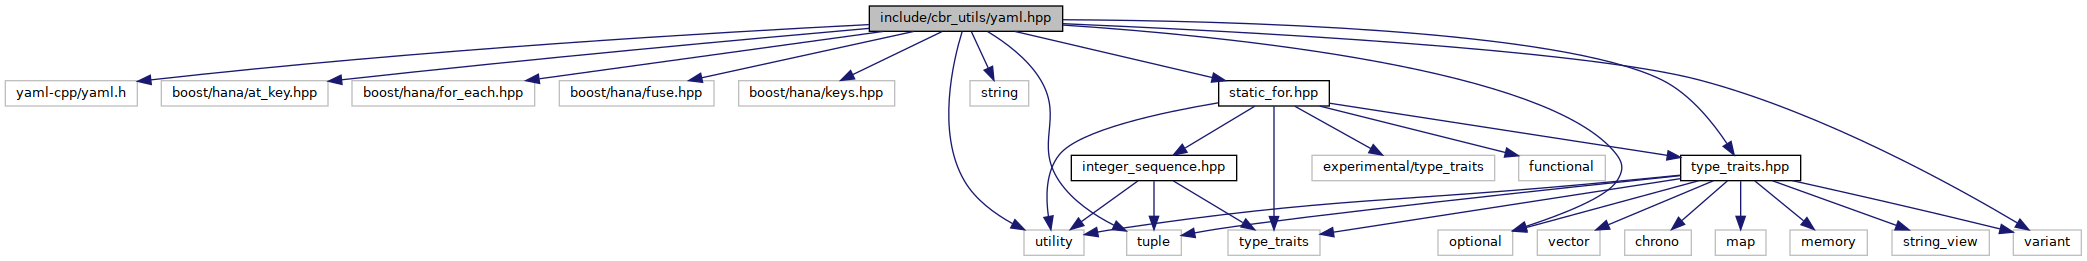 include/cbr_utils/yaml.hpp
yaml-cpp/yaml.h
boost/hana/at_key.hpp
boost/hana/for_each.hpp
boost/hana/fuse.hpp
boost/hana/keys.hpp
string
static_for.hpp
integer_sequence.hpp
experimental/type_traits
functional
type_traits.hpp
utility
tuple
type_traits
optional
vector
chrono
map
memory
string_view
variant